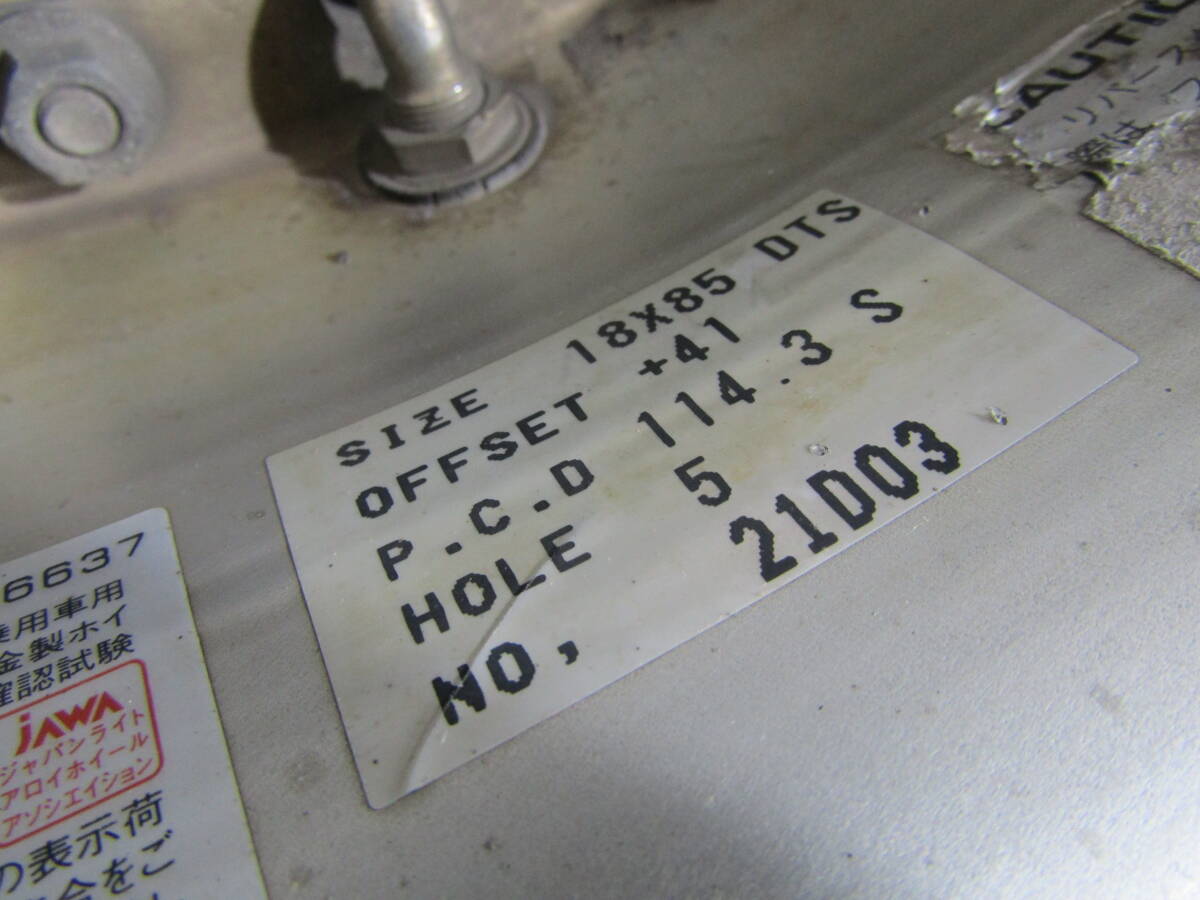 CAUTIO
リバース
SIZE 18X85 DTS
OFFSET +41
P.C.D 114.3 S
HOLE 5
NO, 21D03
6637
乗用車用
金製ホイ
確認試験
JAWA
ジャパンライト
アロイホイール
アソシエイション
の表示荷
合をご